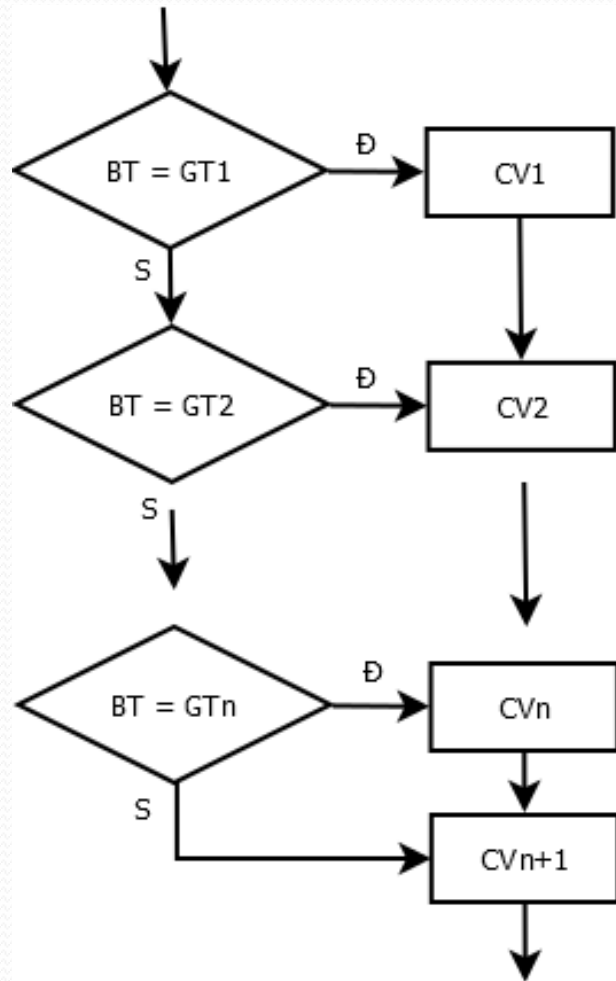 Đ
BT = GT1
CV1
S
Đ
BT = GT2
CV2
S
Đ
BT = GTn
CVn
S
CVn+1